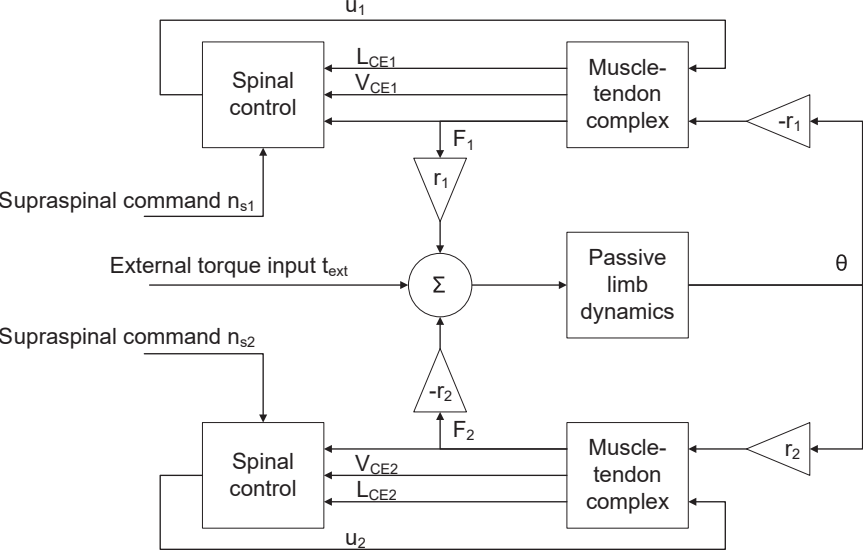 u1
Spinal
control
LCE1
VCE1
F1
Muscle-
tendon
complex
-r1
r1
Supraspinal command ns1
External torque input text
Σ
Passive
limb
dynamics
θ
Supraspinal command ns2
-r2
F2
Spinal
control
VCE2
LCE2
Muscle-
tendon
complex
r2
u2